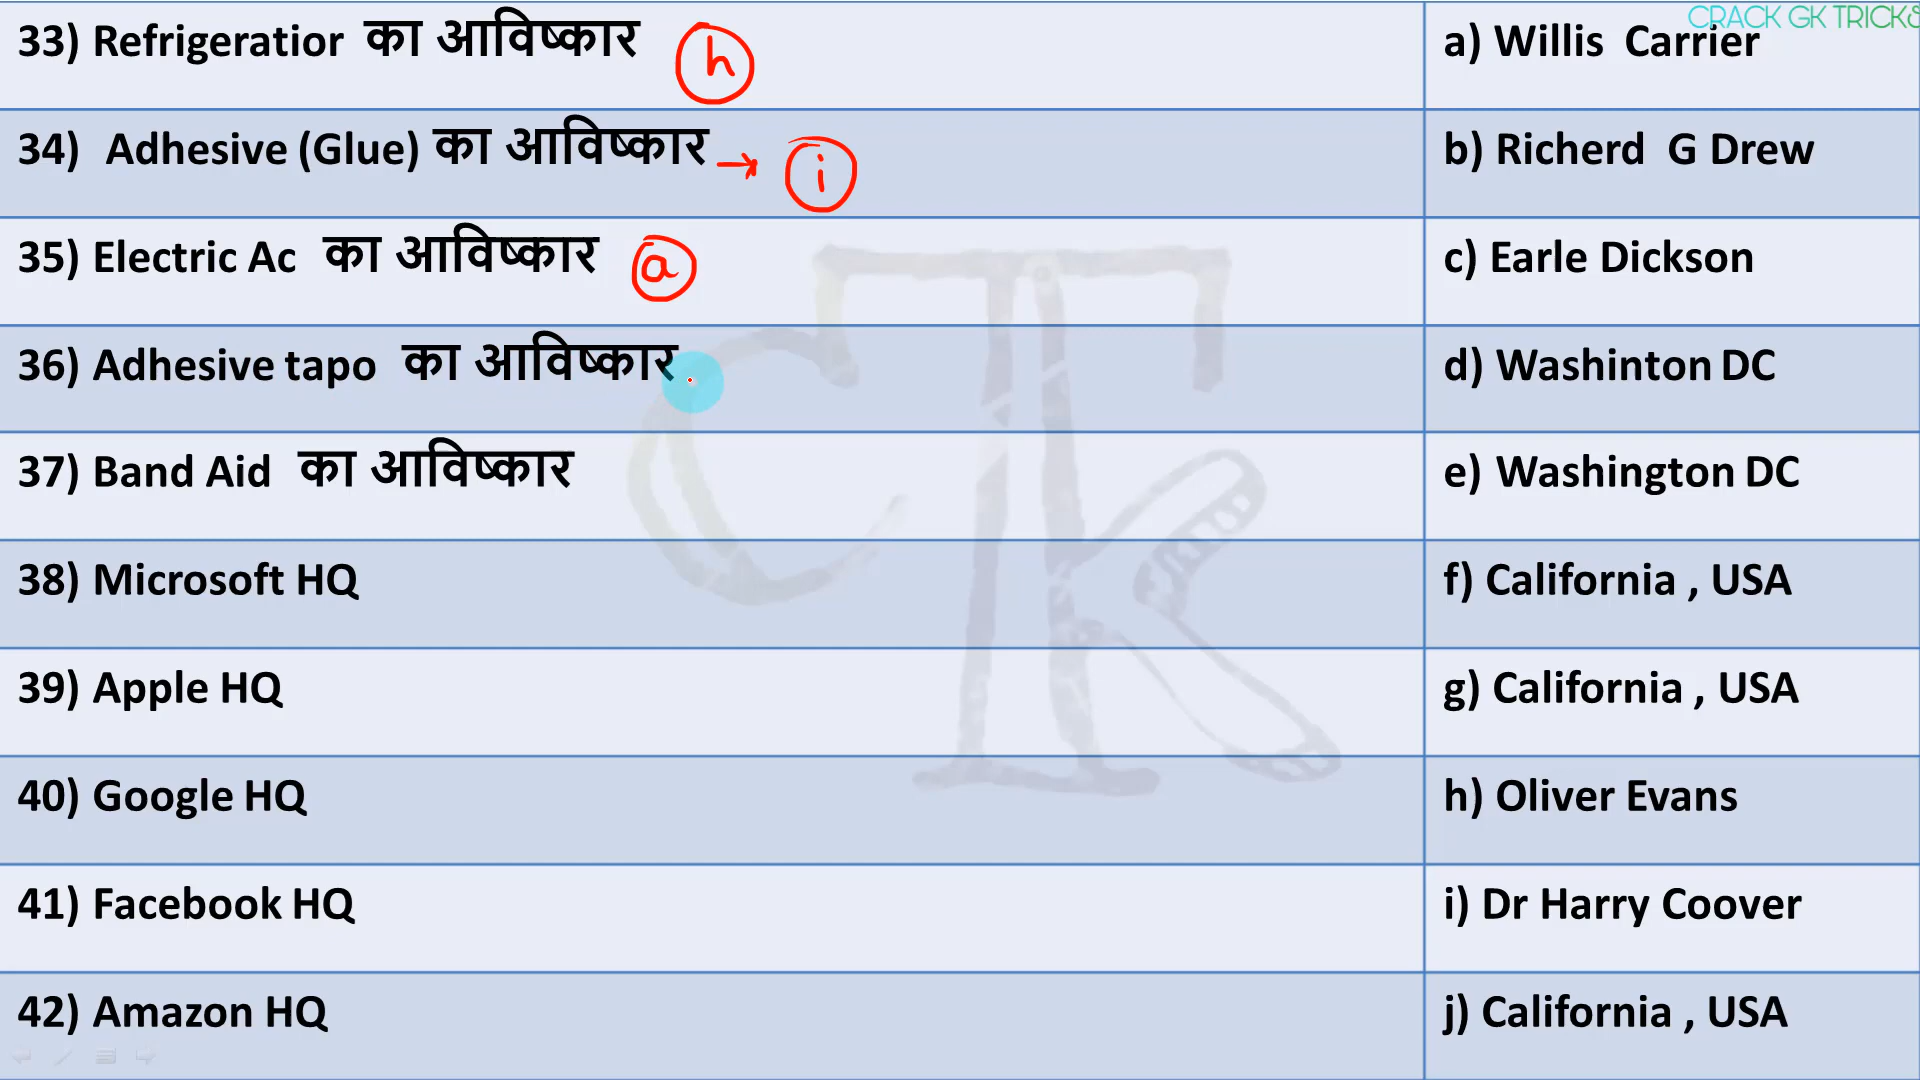 CRACK GK TRICKS
33) Refrigeratior का आविष्कार h
a) Willis Carrier
34) Adhesive (Glue) का आविष्कार → i
b) Richerd G Drew
35) Electric Ac का आविष्कार a
c) Earle Dickson
36) Adhesive tapo का आविष्कार
d) Washinton DC
37) Band Aid का आविष्कार
e) Washington DC
38) Microsoft HQ
f) California , USA
39) Apple HQ
g) California , USA
40) Google HQ
h) Oliver Evans
41) Facebook HQ
i) Dr Harry Coover
42) Amazon HQ
j) California , USA
CTk